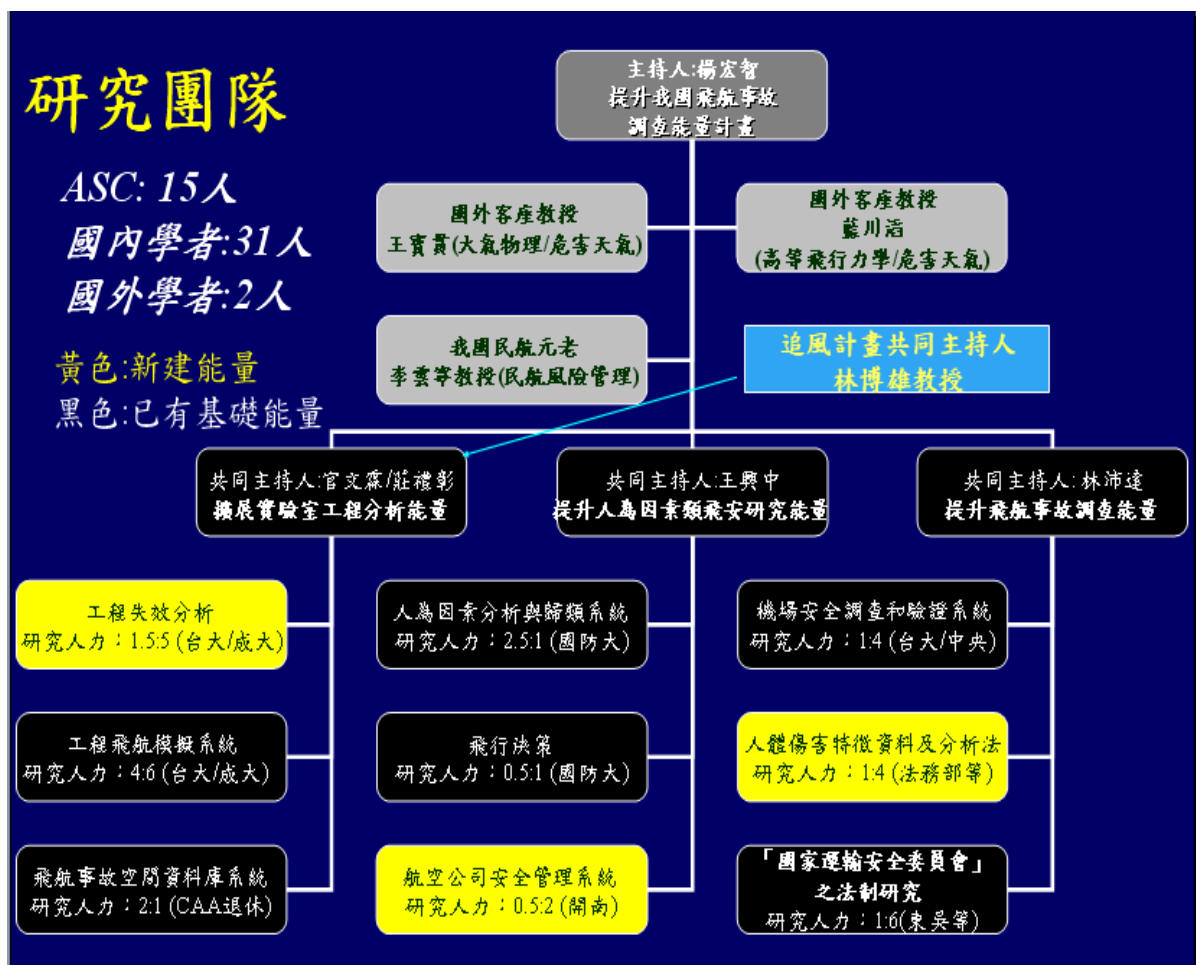 研究團隊
ASC: 15人
國內學者:31人
國外學者:2人
黃色:新建能量
黑色:已有基礎能量
主持人:楊宏智
提升我國飛航事故
調查能量計畫
國外客座教授
王寶貫(大氣物理/危害天氣)
國外客座教授
藍川滔
(高等飛行力學/危害天氣)
我國民航元老
李雲寧教授(民航風險管理)
追風計畫共同主持人
林博雄教授
共同主持人:官文霖/莊禮彰
擴展實驗室工程分析能量
共同主持人:王興中
提升人為因素類飛安研究能量
共同主持人:林沛達
提升飛航事故調查能量
工程失效分析
研究人力：1.5:5 (台大/成大)
人為因素分析與歸類系統
研究人力：2.5:1 (國防大)
機場安全調查和驗證系統
研究人力：1:4 (台大/中央)
工程飛航模擬系統
研究人力：4:6 (台大/成大)
飛行決策
研究人力：0.5:1 (國防大)
人體傷害特徵資料及分析法
研究人力：1:4 (法務部等)
飛航事故空間資料庫系統
研究人力：2:1 (CAA退休)
航空公司安全管理系統
研究人力：0.5:2 (開南)
「國家運輸安全委員會」
之法制研究
研究人力：1:6(東吳等)